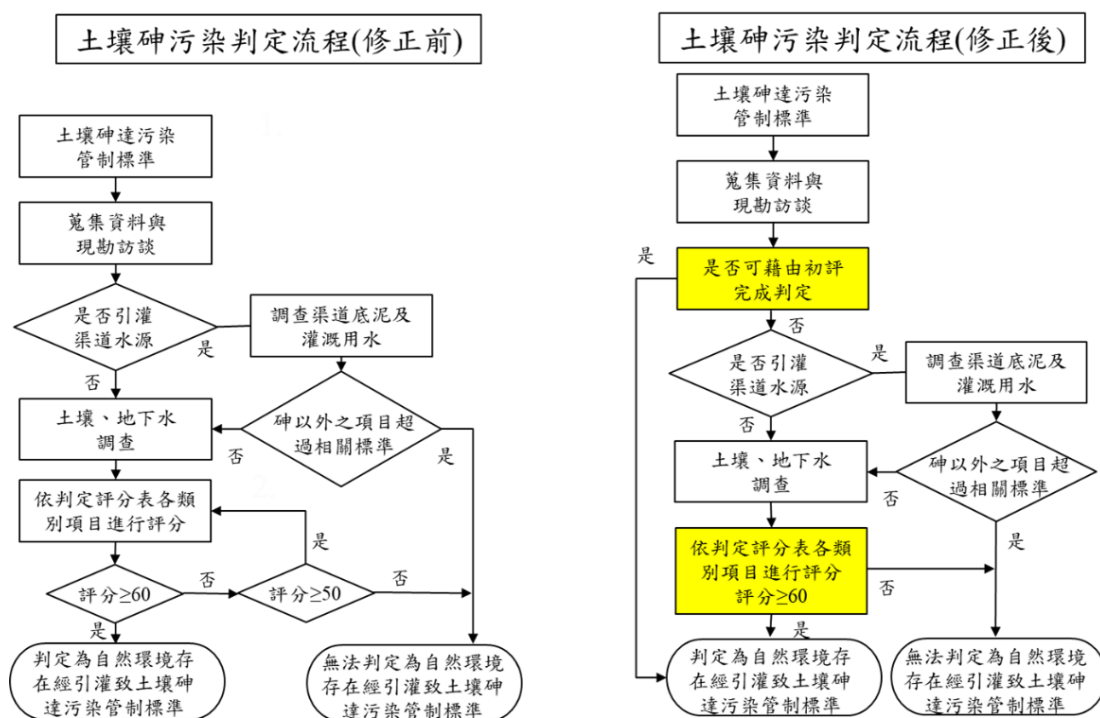 土壤砷污染判定流程(修正前)
土壤砷達污染
管制標準
蒐集資料與
現勘訪談
是否引灌
渠道水源
是
否
調查渠道底泥及
灌溉用水
砷以外之項目超
過相關標準
否
是
土壤、地下水
調查
依判定評分表各類
別項目進行評分
是
評分≥60
否
評分≥50
否
是
判定為自然環境存
在經引灌致土壤砷
達污染管制標準
無法判定為自然環境
存在經引灌致土壤砷
達污染管制標準
土壤砷污染判定流程(修正後)
土壤砷達污染
管制標準
蒐集資料與
現勘訪談
是
是否可藉由初評
完成判定
否
是否引灌
渠道水源
是
否
調查渠道底泥及
灌溉用水
砷以外之項目超
過相關標準
否
是
土壤、地下水
調查
依判定評分表各類
別項目進行評分
評分≥60
否
是
判定為自然環境存
在經引灌致土壤砷
達污染管制標準
無法判定為自然環境
存在經引灌致土壤砷
達污染管制標準